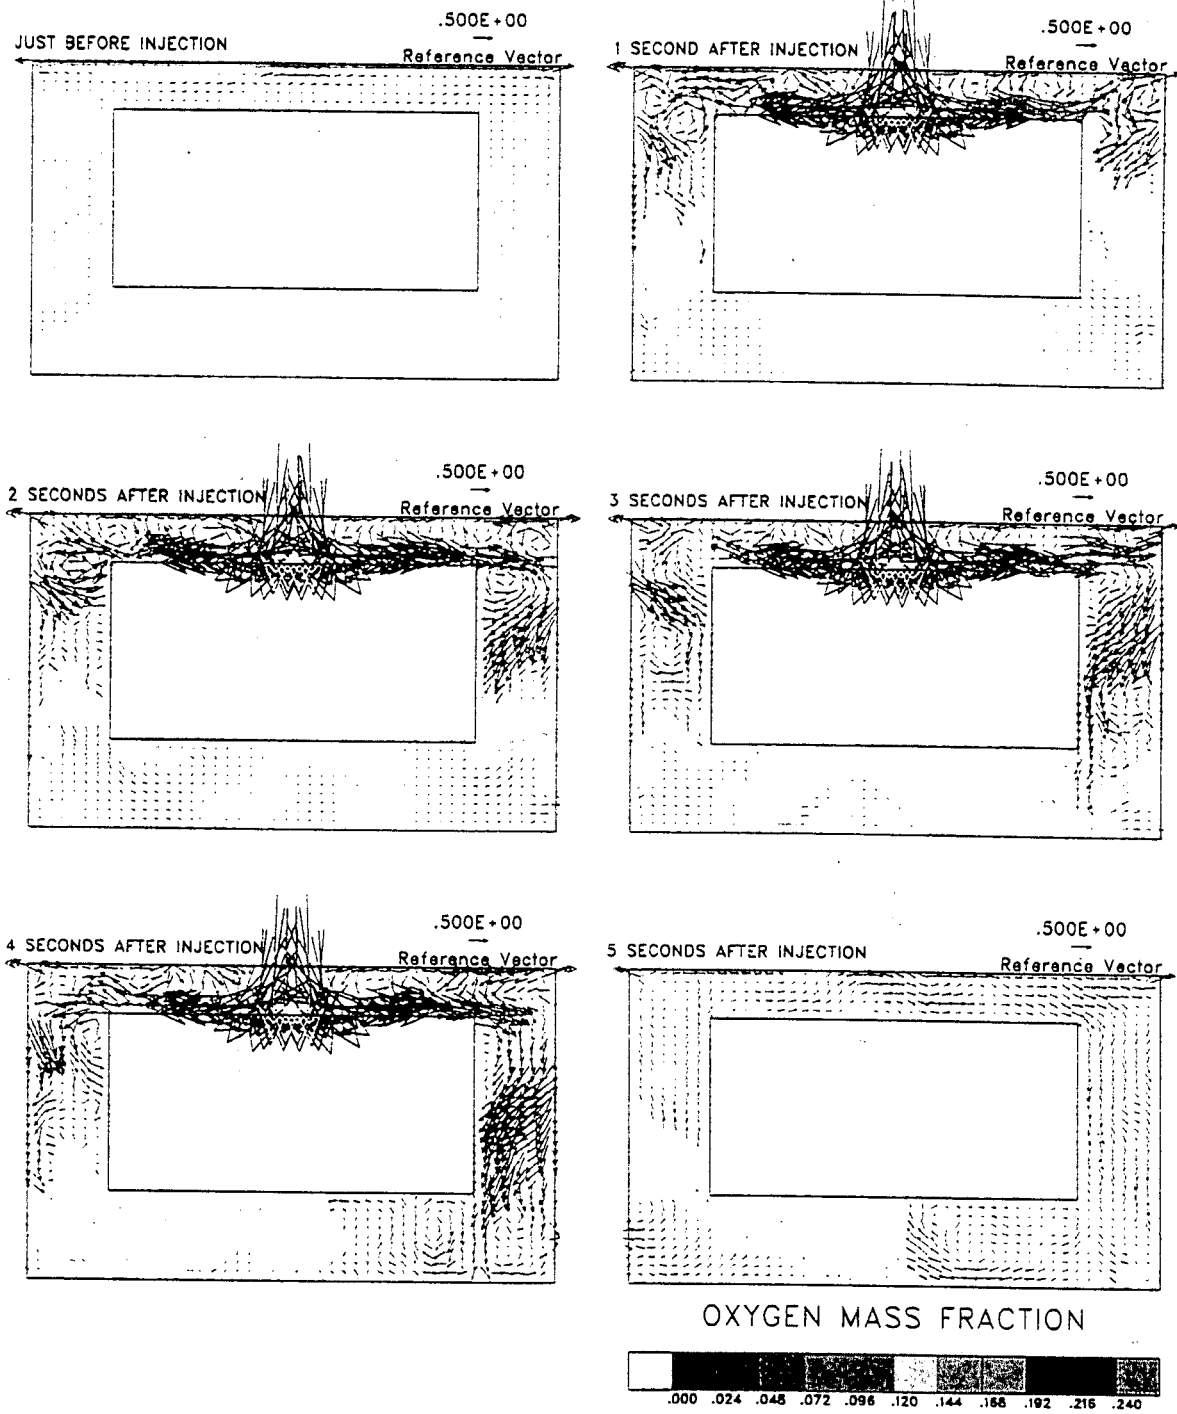 .500E+00
JUST BEFORE INJECTION
Reference Vector
.500E+00
1 SECOND AFTER INJECTION
Reference Vector
.500E+00
2 SECONDS AFTER INJECTION
Reference Vector
.500E+00
3 SECONDS AFTER INJECTION
Reference Vector
.500E+00
4 SECONDS AFTER INJECTION
Reference Vector
.500E+00
5 SECONDS AFTER INJECTION
Reference Vector
OXYGEN MASS FRACTION
.000 .024 .048 .072 .096 .120 .144 .168 .192 .216 .240